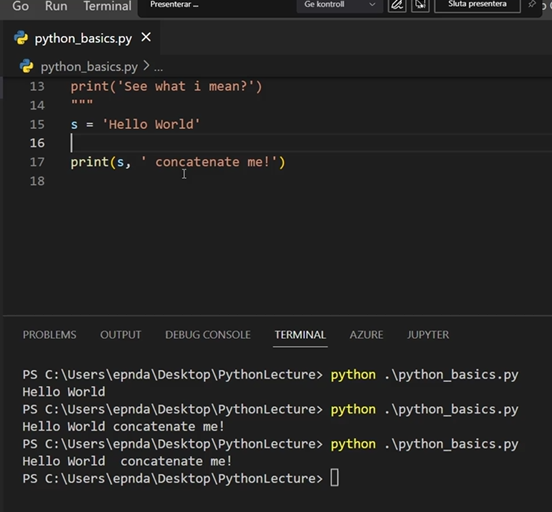 Go Run Terminal Presenterar ... Ge kontroll Sluta presentera
python_basics.py
python_basics.py > ...
13 print('See what i mean?')
14 """
15 s = 'Hello World'
16
17 print(s, ' concatenate me!')
18
PROBLEMS OUTPUT DEBUG CONSOLE TERMINAL AZURE JUPYTER
PS C:\Users\epnda\Desktop\PythonLecture> python .\python_basics.py
Hello World
PS C:\Users\epnda\Desktop\PythonLecture> python .\python_basics.py
Hello World concatenate me!
PS C:\Users\epnda\Desktop\PythonLecture> python .\python_basics.py
Hello World  concatenate me!
PS C:\Users\epnda\Desktop\PythonLecture>